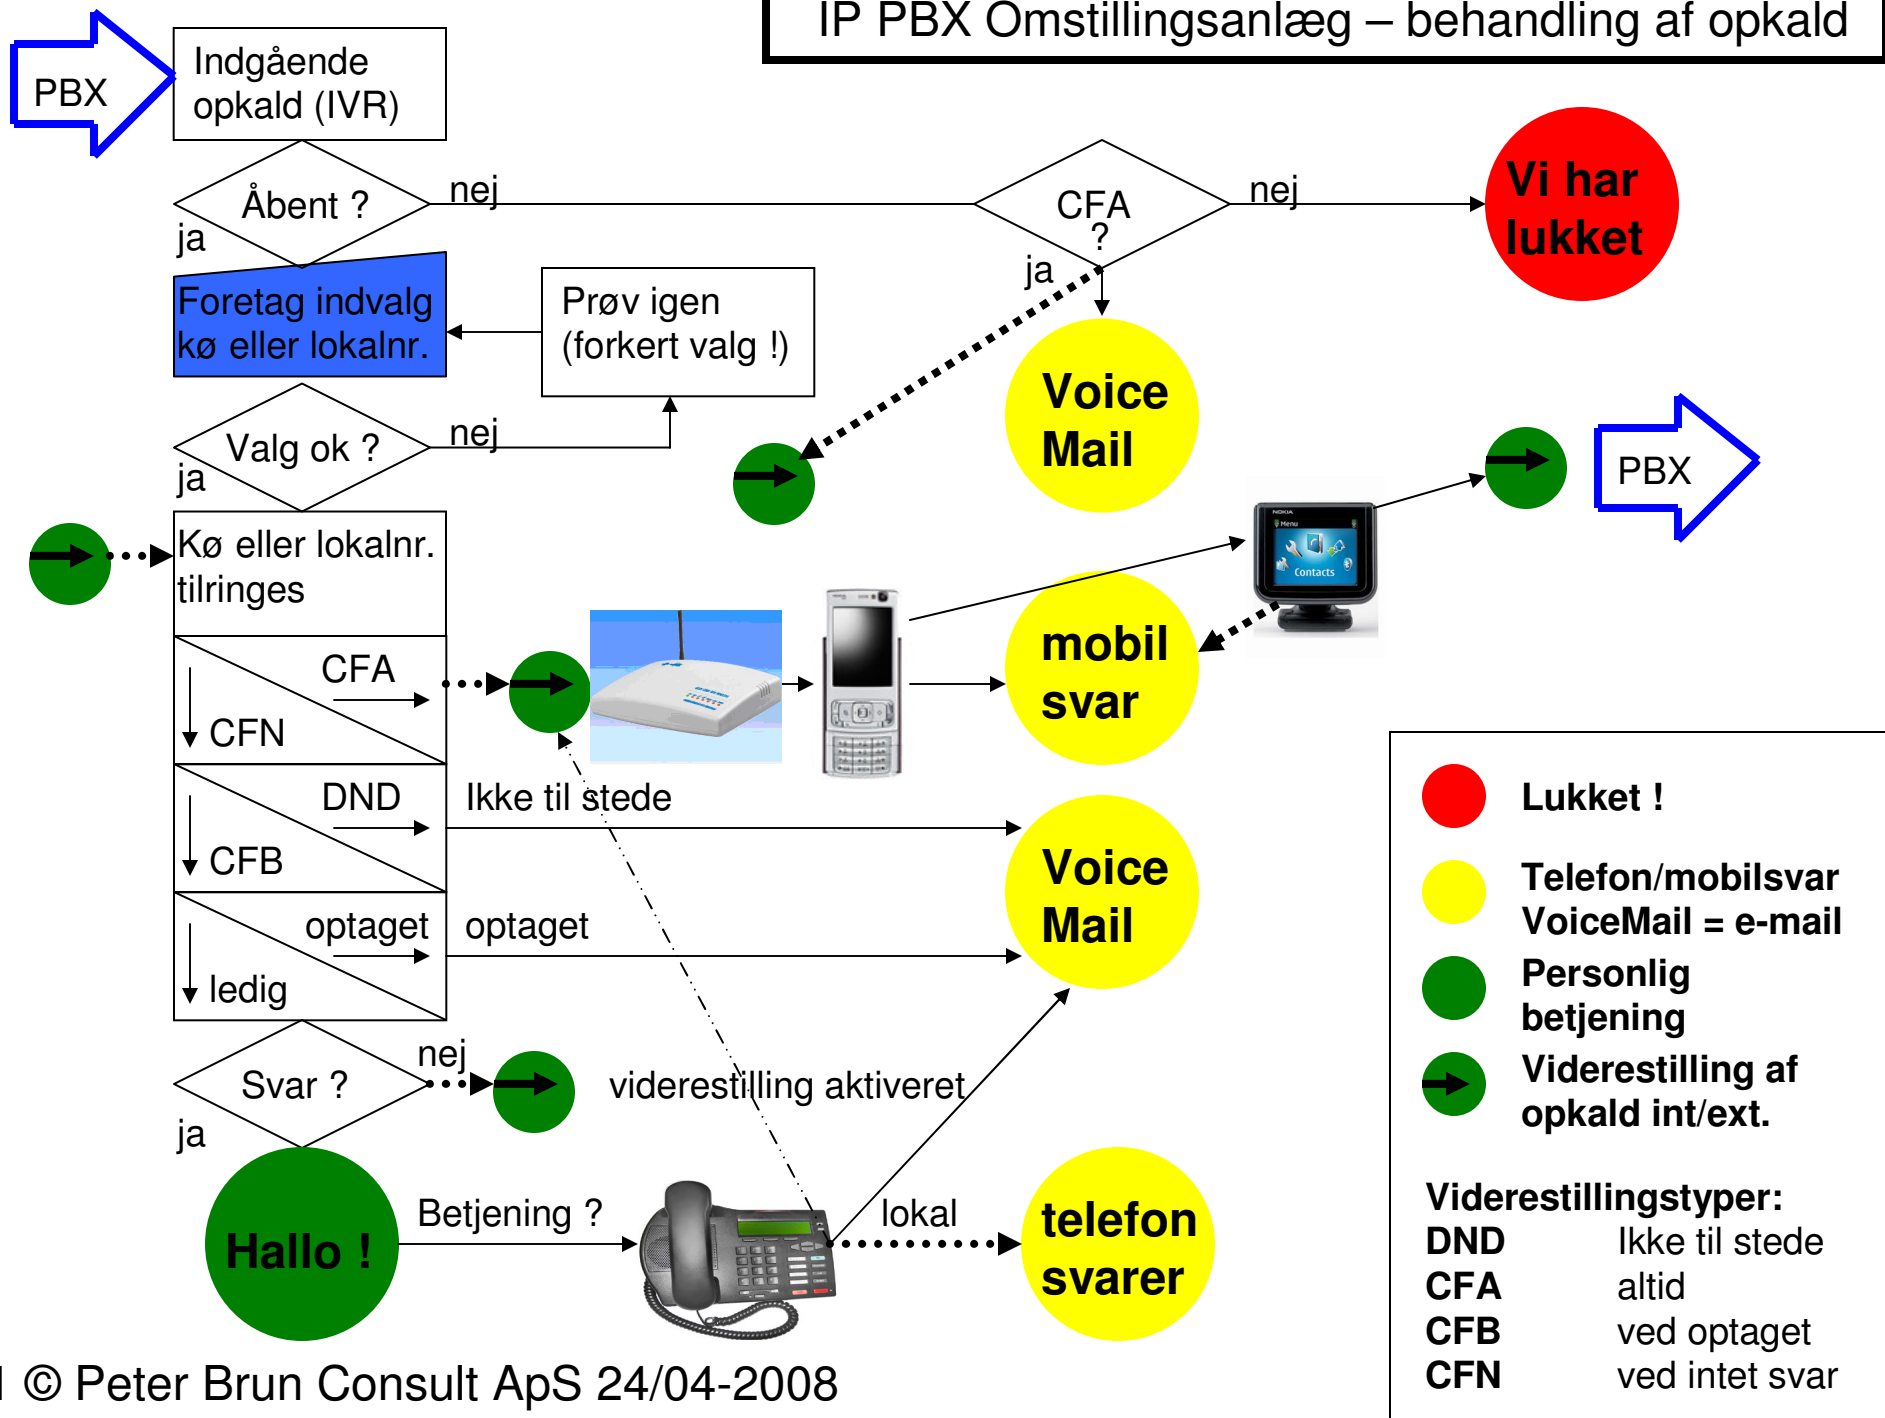 IP PBX Omstillingsanlæg – behandling af opkald
PBX
Indgående
opkald (IVR)
Åbent ?
nej
ja
CFA
?
nej
ja
Vi har
lukket
Foretag indvalg
kø eller lokalnr.
Prøv igen
(forkert valg !)
Voice
Mail
Valg ok ?
nej
ja
PBX
Kø eller lokalnr.
tilringes
NOKIA
Menu
Contacts
CFA
CFN
mobil
svar
DND
Ikke til stede
CFB
Voice
Mail
optaget
optaget
ledig
Svar ?
nej
ja
viderestilling aktiveret
Hallo !
Betjening ?
lokal
telefon
svarer
Lukket !
Telefon/mobilsvar
VoiceMail = e-mail
Personlig
betjening
Viderestilling af
opkald int/ext.
Viderestillingstyper:
DND Ikke til stede
CFA altid
CFB ved optaget
CFN ved intet svar
© Peter Brun Consult ApS 24/04-2008